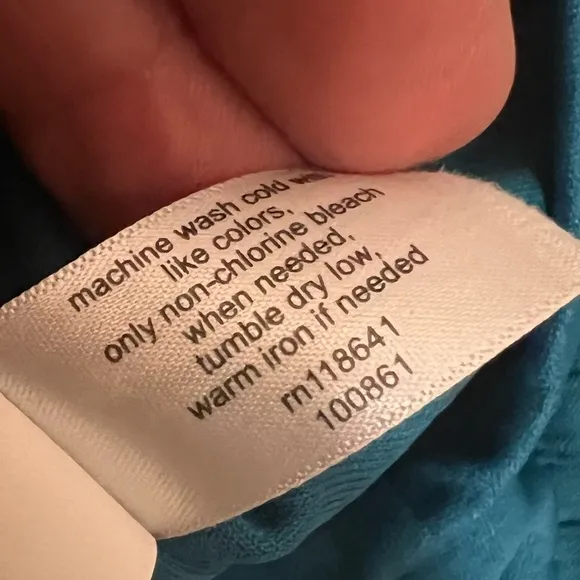 machine wash cold
like colors,
only non-chlorine bleach
when needed,
tumble dry low,
warm iron if needed
rn118641
100861